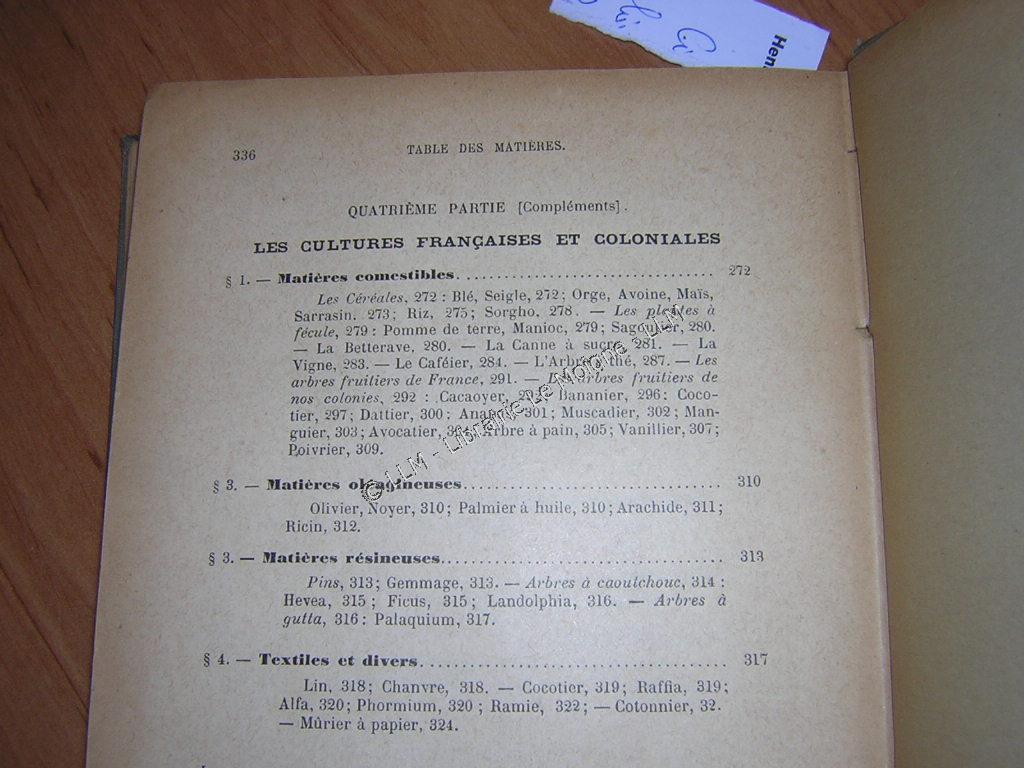 Hen
336
TABLE DES MATIÈRES.
QUATRIÈME PARTIE [Compléments].
LES CULTURES FRANÇAISES ET COLONIALES
§ 1. — Matières comestibles................................ 272
Les Céréales, 272 : Blé, Seigle, 272; Orge, Avoine, Maïs,
Sarrasin, 273; Riz, 275; Sorgho, 278. — Les plantes à
fécule, 279 : Pomme de terre, Manioc, 279; Sagoutier, 280.
— La Betterave, 280. — La Canne à sucre, 281. — La
Vigne, 283. — Le Caféier, 284. — L'Arbre à thé, 287. — Les
arbres fruitiers de France, 291. — Les arbres fruitiers de
nos colonies, 292 : Cacaoyer, Bananier, 296; Coco-
tier, 297; Dattier, 300; Ananas, 301; Muscadier, 302; Man-
guier, 303; Avocatier, Arbre à pain, 305; Vanillier, 307;
Poivrier, 309.
§ 3. — Matières oléagineuses................................ 310
Olivier, Noyer, 310; Palmier à huile, 310; Arachide, 311;
Ricin, 312.
§ 3. — Matières résineuses................................ 313
Pins, 313; Gemmage, 313. — Arbres à caoutchouc, 314 :
Hevea, 315; Ficus, 315; Landolphia, 316. — Arbres à
gutta, 316 : Palaquium, 317.
§ 4. — Textiles et divers................................ 317
Lin, 318; Chanvre, 318. — Cocotier, 319; Raffia, 319;
Alfa, 320; Phormium, 320 ; Ramie, 322; — Cotonnier, 32.
— Mûrier à papier, 324.
© LLM - Librairie Le Moigne - LLM